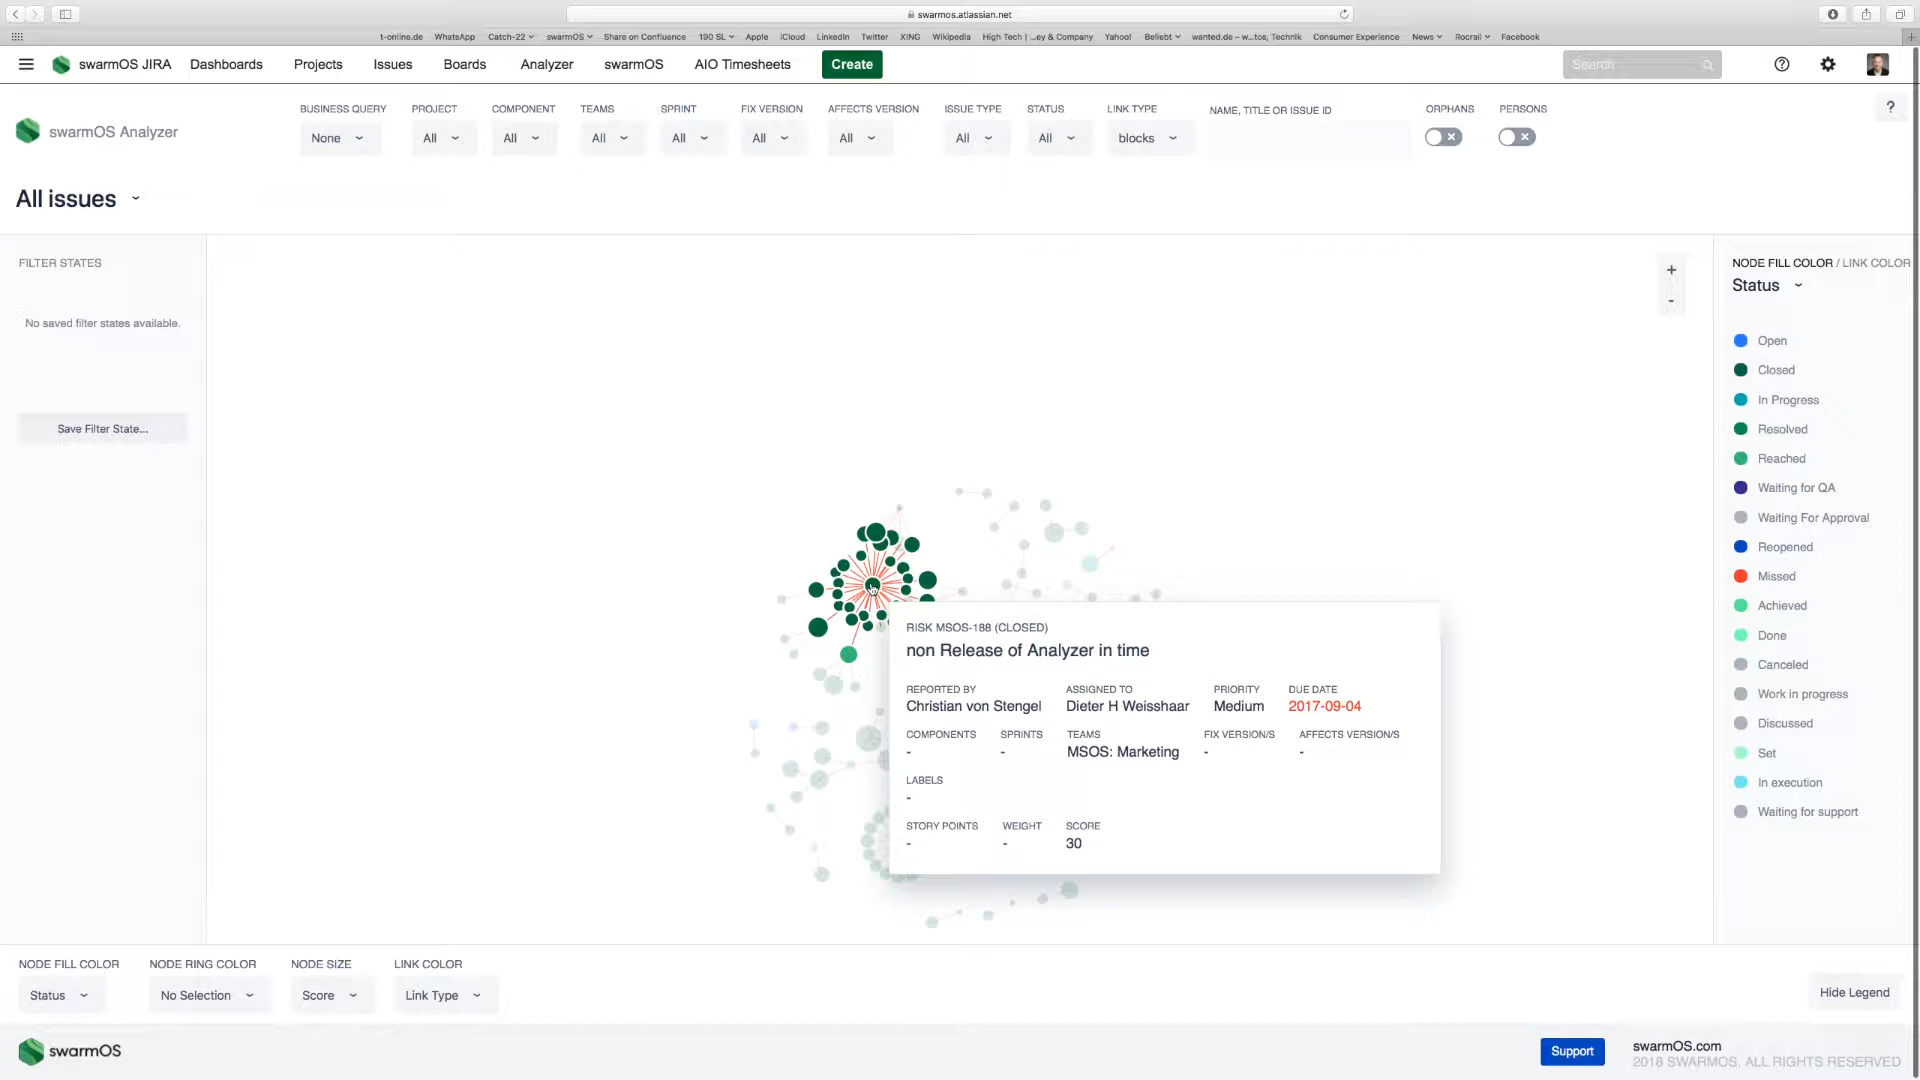 swarmos.atlassian.net
t-online.de WhatsApp Catch-22 swarmOS Share on Confluence 190 SL Apple iCloud LinkedIn Twitter XING Wikipedia High Tech | ...ey & Company Yahoo! Beliebt wanted.de – w...tos, Technik Consumer Experience News Rocrail Facebook
swarmOS JIRA Dashboards Projects Issues Boards Analyzer swarmOS AIO Timesheets Create Search
swarmOS Analyzer
BUSINESS QUERY PROJECT COMPONENT TEAMS SPRINT FIX VERSION AFFECTS VERSION ISSUE TYPE STATUS LINK TYPE NAME, TITLE OR ISSUE ID ORPHANS PERSONS ?
None All All All All All All All All blocks
All issues
FILTER STATES
No saved filter states available.
Save Filter State...
+
-
NODE FILL COLOR / LINK COLOR
Status
Open
Closed
In Progress
Resolved
Reached
Waiting for QA
Waiting For Approval
Reopened
Missed
Achieved
Done
Canceled
Work in progress
Discussed
Set
In execution
Waiting for support
RISK MSOS-188 (CLOSED)
non Release of Analyzer in time
REPORTED BY ASSIGNED TO PRIORITY DUE DATE
Christian von Stengel Dieter H Weisshaar Medium 2017-09-04
COMPONENTS SPRINTS TEAMS FIX VERSION/S AFFECTS VERSION/S
- - MSOS: Marketing - -
LABELS
-
STORY POINTS WEIGHT SCORE
- - 30
NODE FILL COLOR NODE RING COLOR NODE SIZE LINK COLOR
Status No Selection Score Link Type
Hide Legend
swarmOS
Support
swarmOS.com
2018 SWARMOS. ALL RIGHTS RESERVED